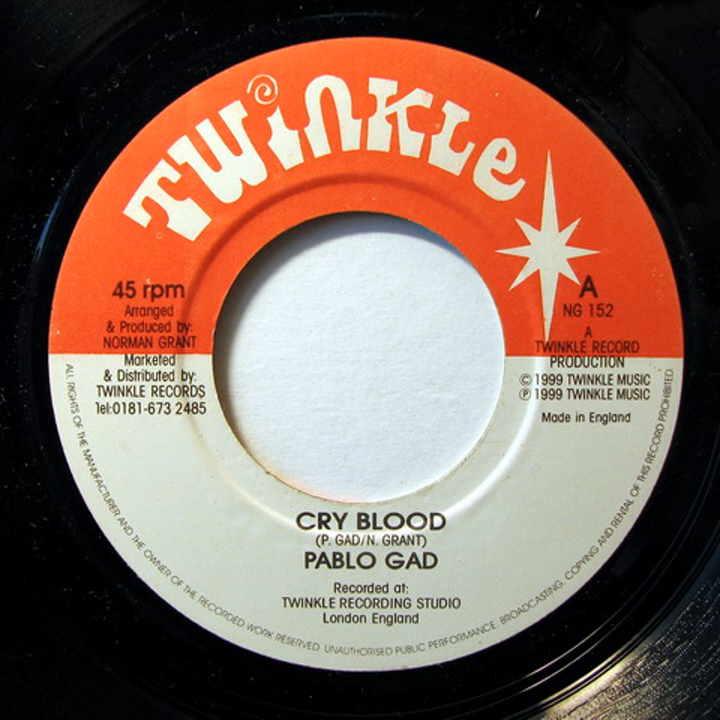 TWiNKLe
45 rpm
Arranged
& Produced by:
NORMAN GRANT
Marketed
& Distributed by:
TWINKLE RECORDS
Tel:0181-673 2485
A
NG 152
A
TWINKLE RECORD
PRODUCTION
© 1999 TWINKLE MUSIC
℗ 1999 TWINKLE MUSIC
Made in England
CRY BLOOD
(P. GAD/N. GRANT)
PABLO GAD
Recorded at:
TWINKLE RECORDING STUDIO
London England
ALL RIGHTS OF THE MANUFACTURER AND THE OWNER OF THE RECORDED WORK RESERVED. UNAUTHORISED PUBLIC PERFORMANCE, BROADCASTING, COPYING AND RENTAL OF THIS RECORD PROHIBITED.